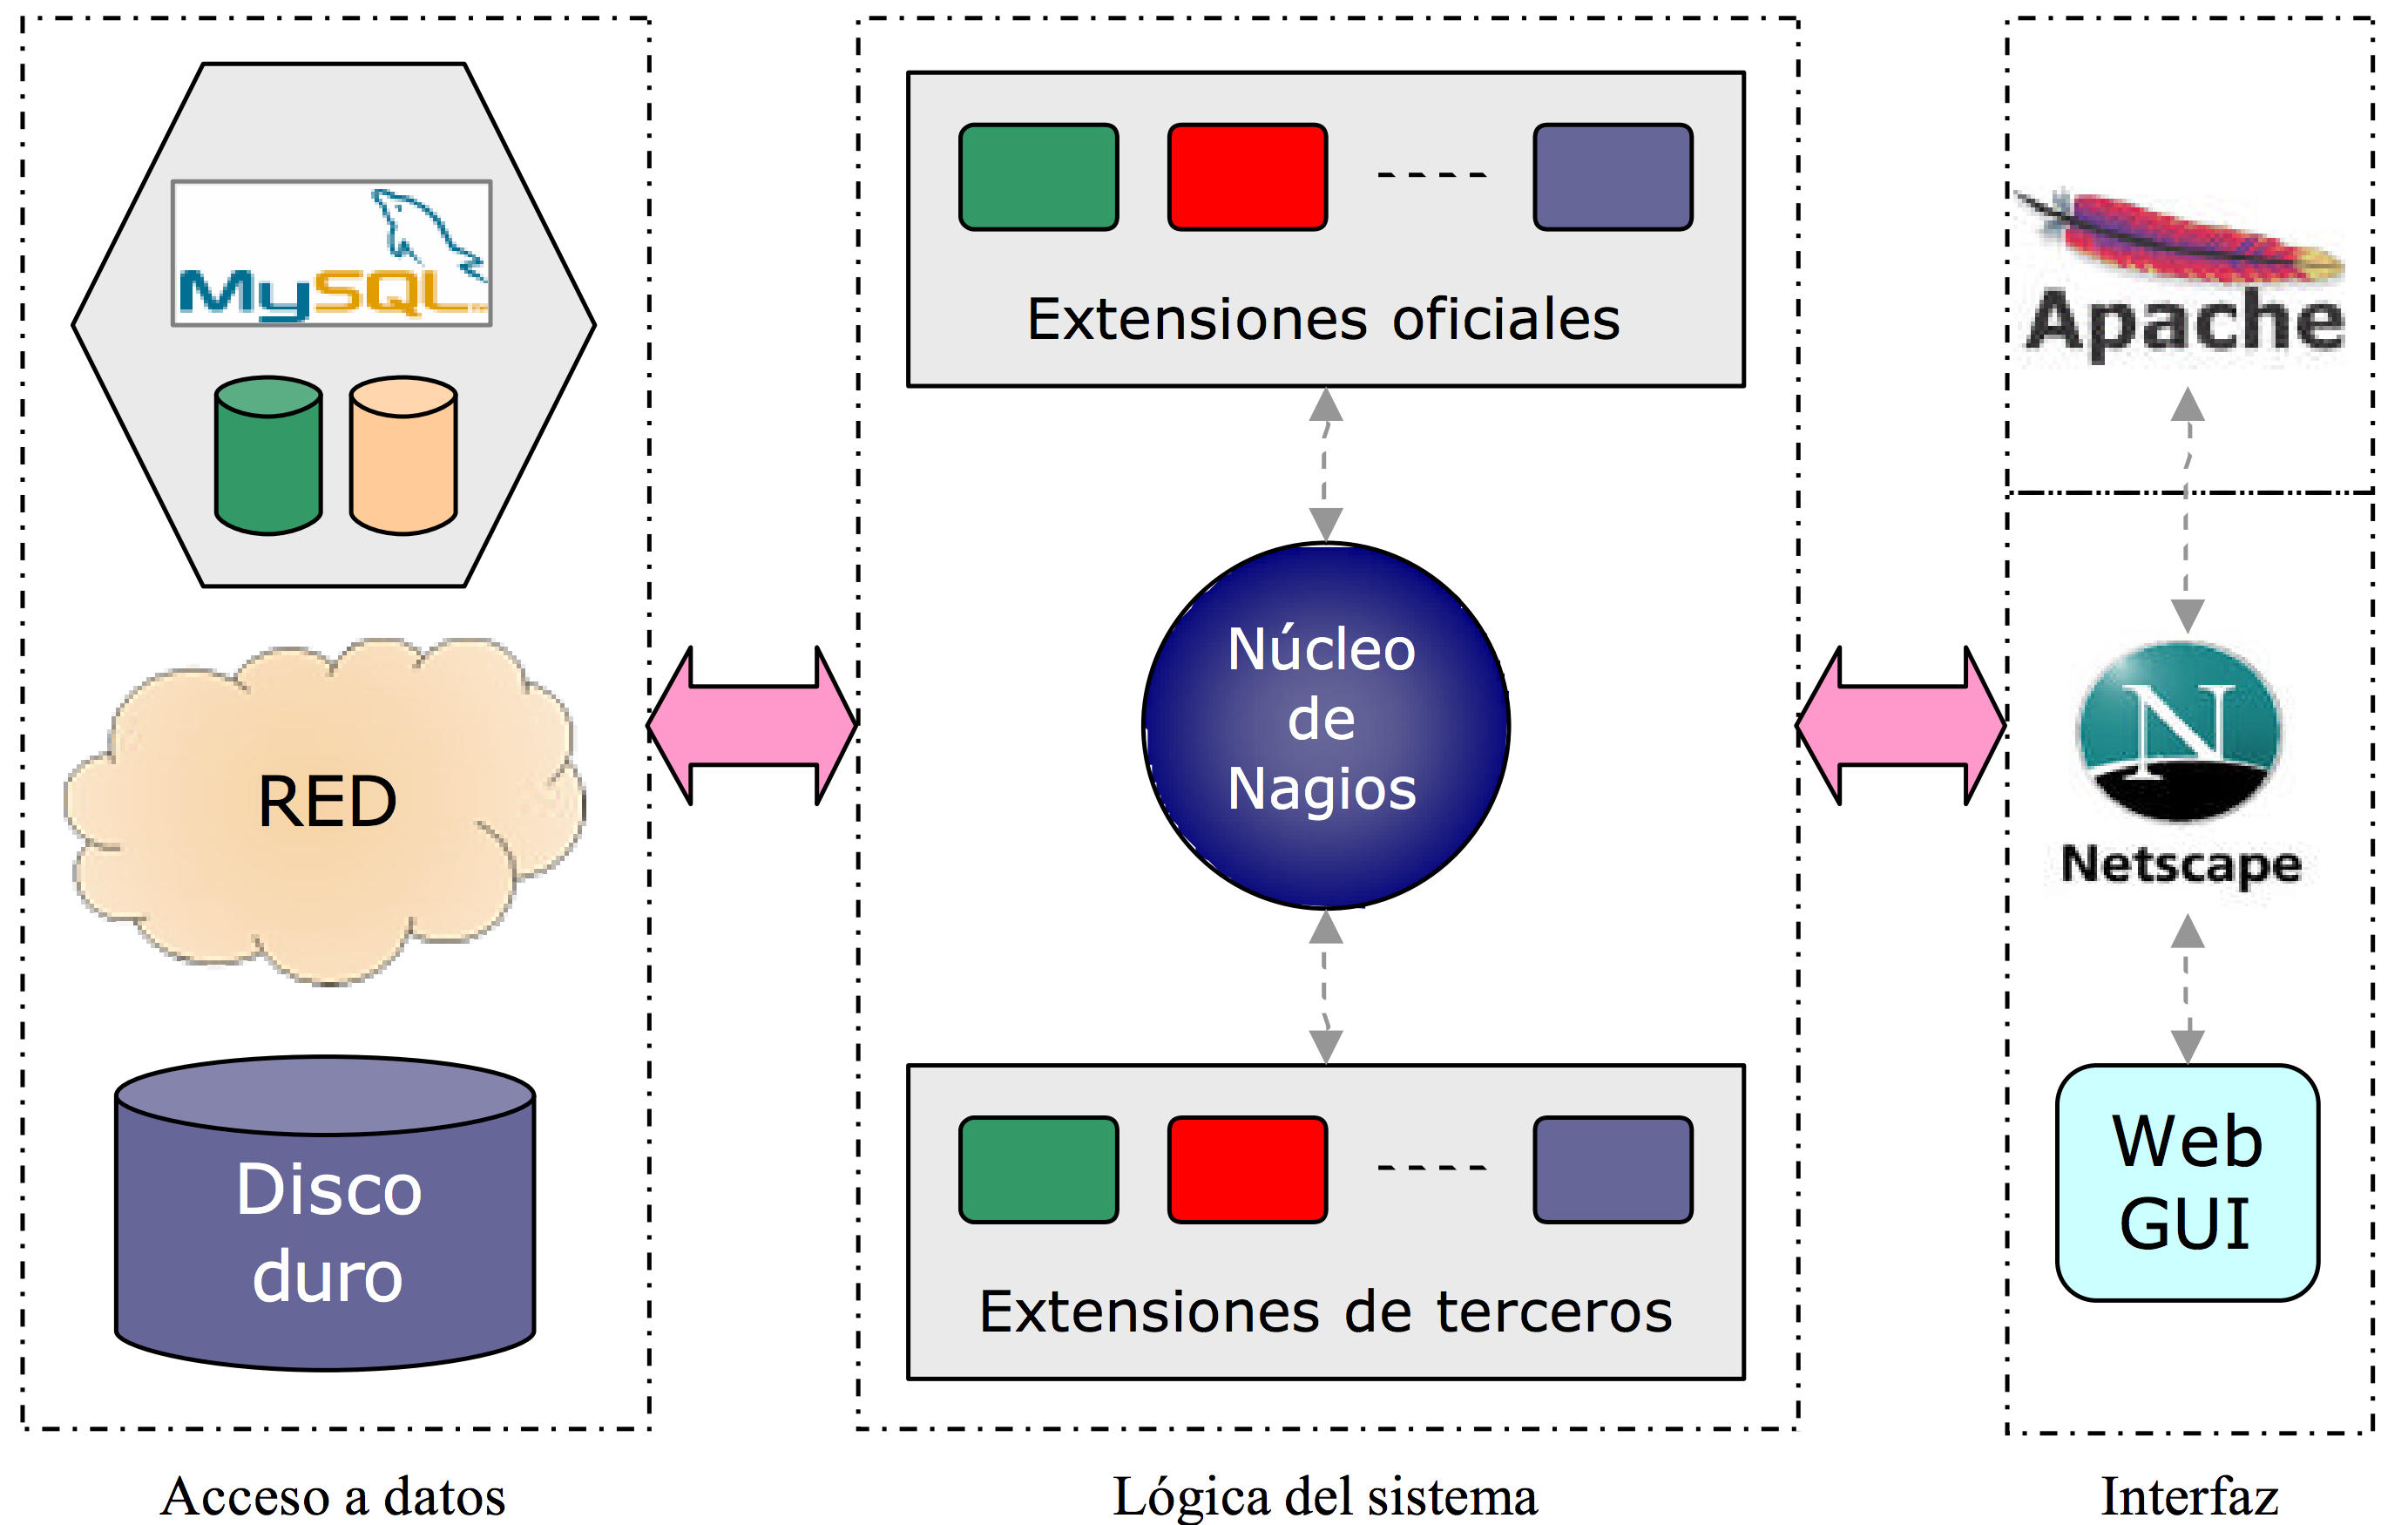 MySQL
RED
Disco
duro
Acceso a datos
Extensiones oficiales
Núcleo
de
Nagios
Extensiones de terceros
Lógica del sistema
Apache
N
Netscape
Web
GUI
Interfaz